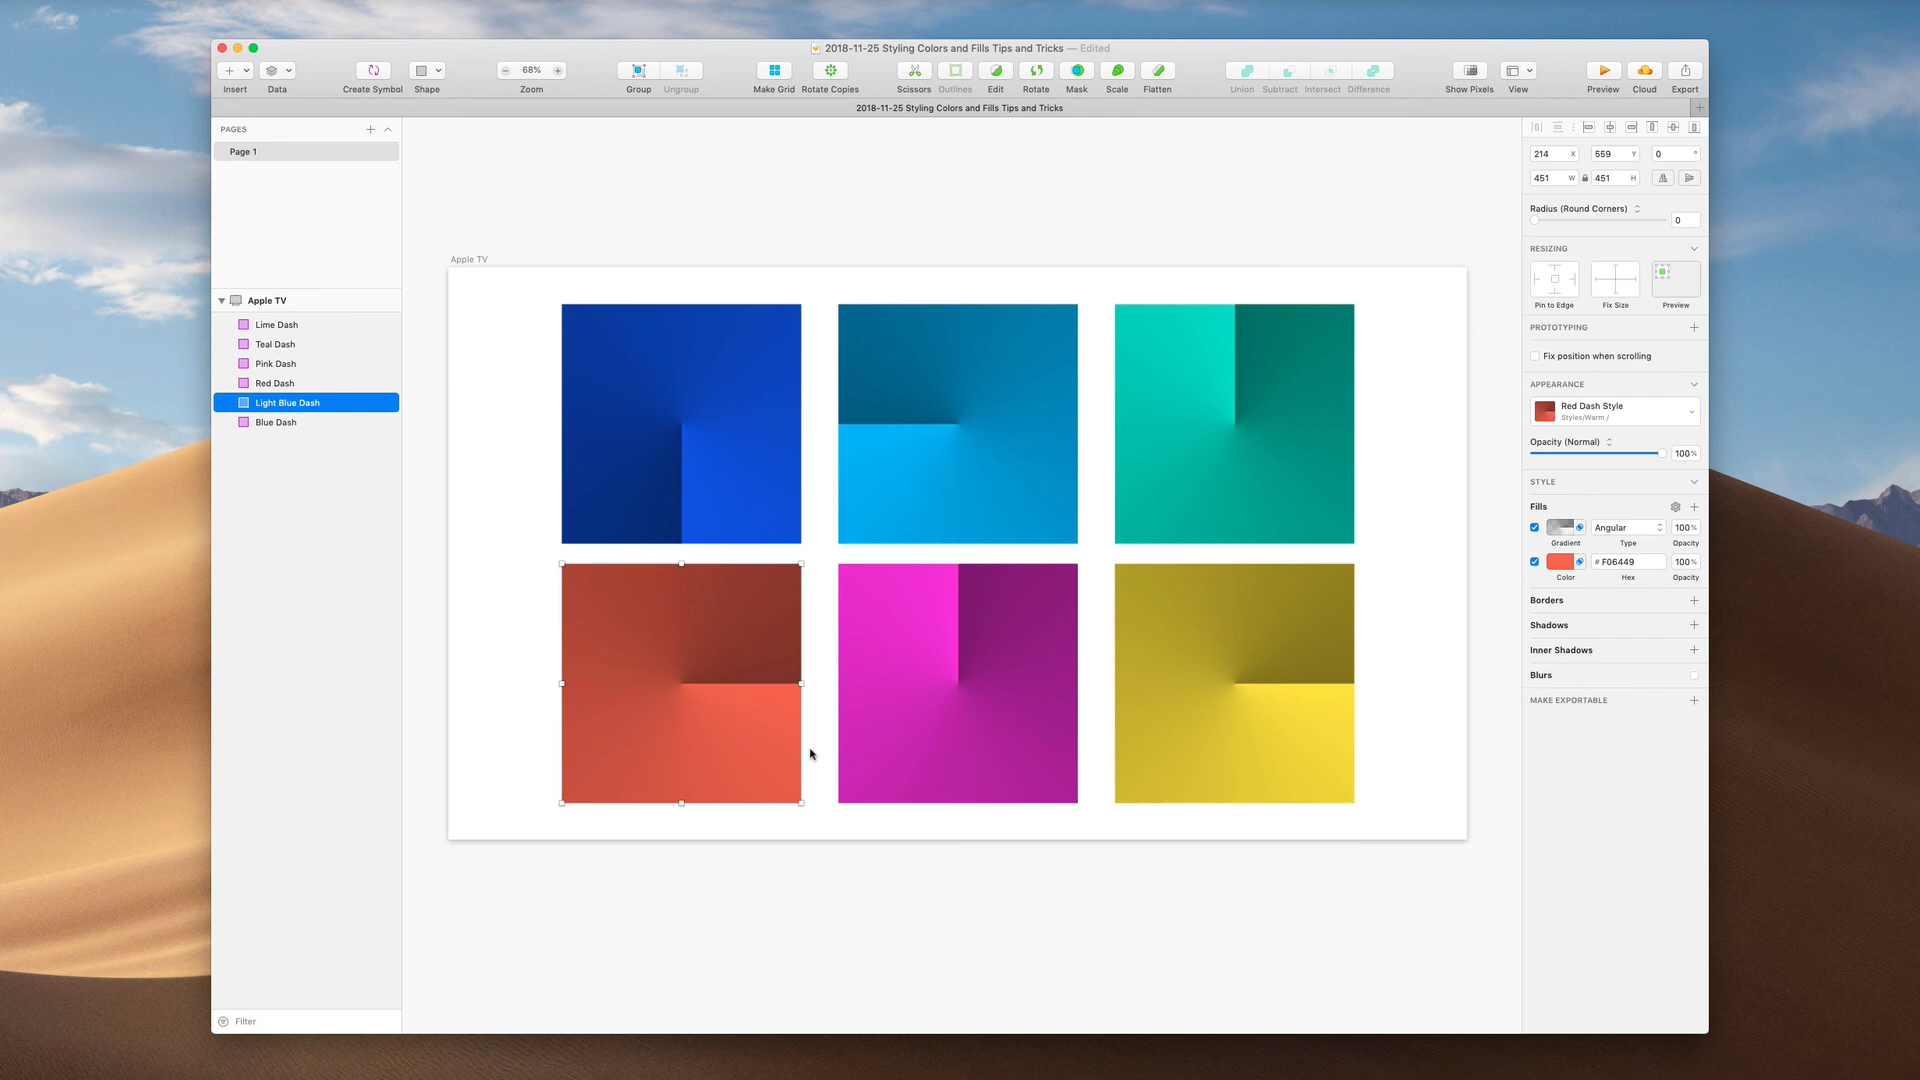 2018-11-25 Styling Colors and Fills Tips and Tricks — Edited
68%
Insert Data Create Symbol Shape Zoom Group Ungroup Make Grid Rotate Copies Scissors Outlines Edit Rotate Mask Scale Flatten Union Subtract Intersect Difference Show Pixels View Preview Cloud Export
2018-11-25 Styling Colors and Fills Tips and Tricks
PAGES
Page 1
Apple TV
Lime Dash
Teal Dash
Pink Dash
Red Dash
Light Blue Dash
Blue Dash
Filter
Apple TV
214 X 559 Y 0 °
451 W 451 H
Radius (Round Corners)
0
RESIZING
Pin to Edge Fix Size Preview
PROTOTYPING
Fix position when scrolling
APPEARANCE
Red Dash Style
Styles/Warm /
Opacity (Normal)
100%
STYLE
Fills
Angular 100%
Gradient Type Opacity
# F06449 100%
Color Hex Opacity
Borders
Shadows
Inner Shadows
Blurs
MAKE EXPORTABLE